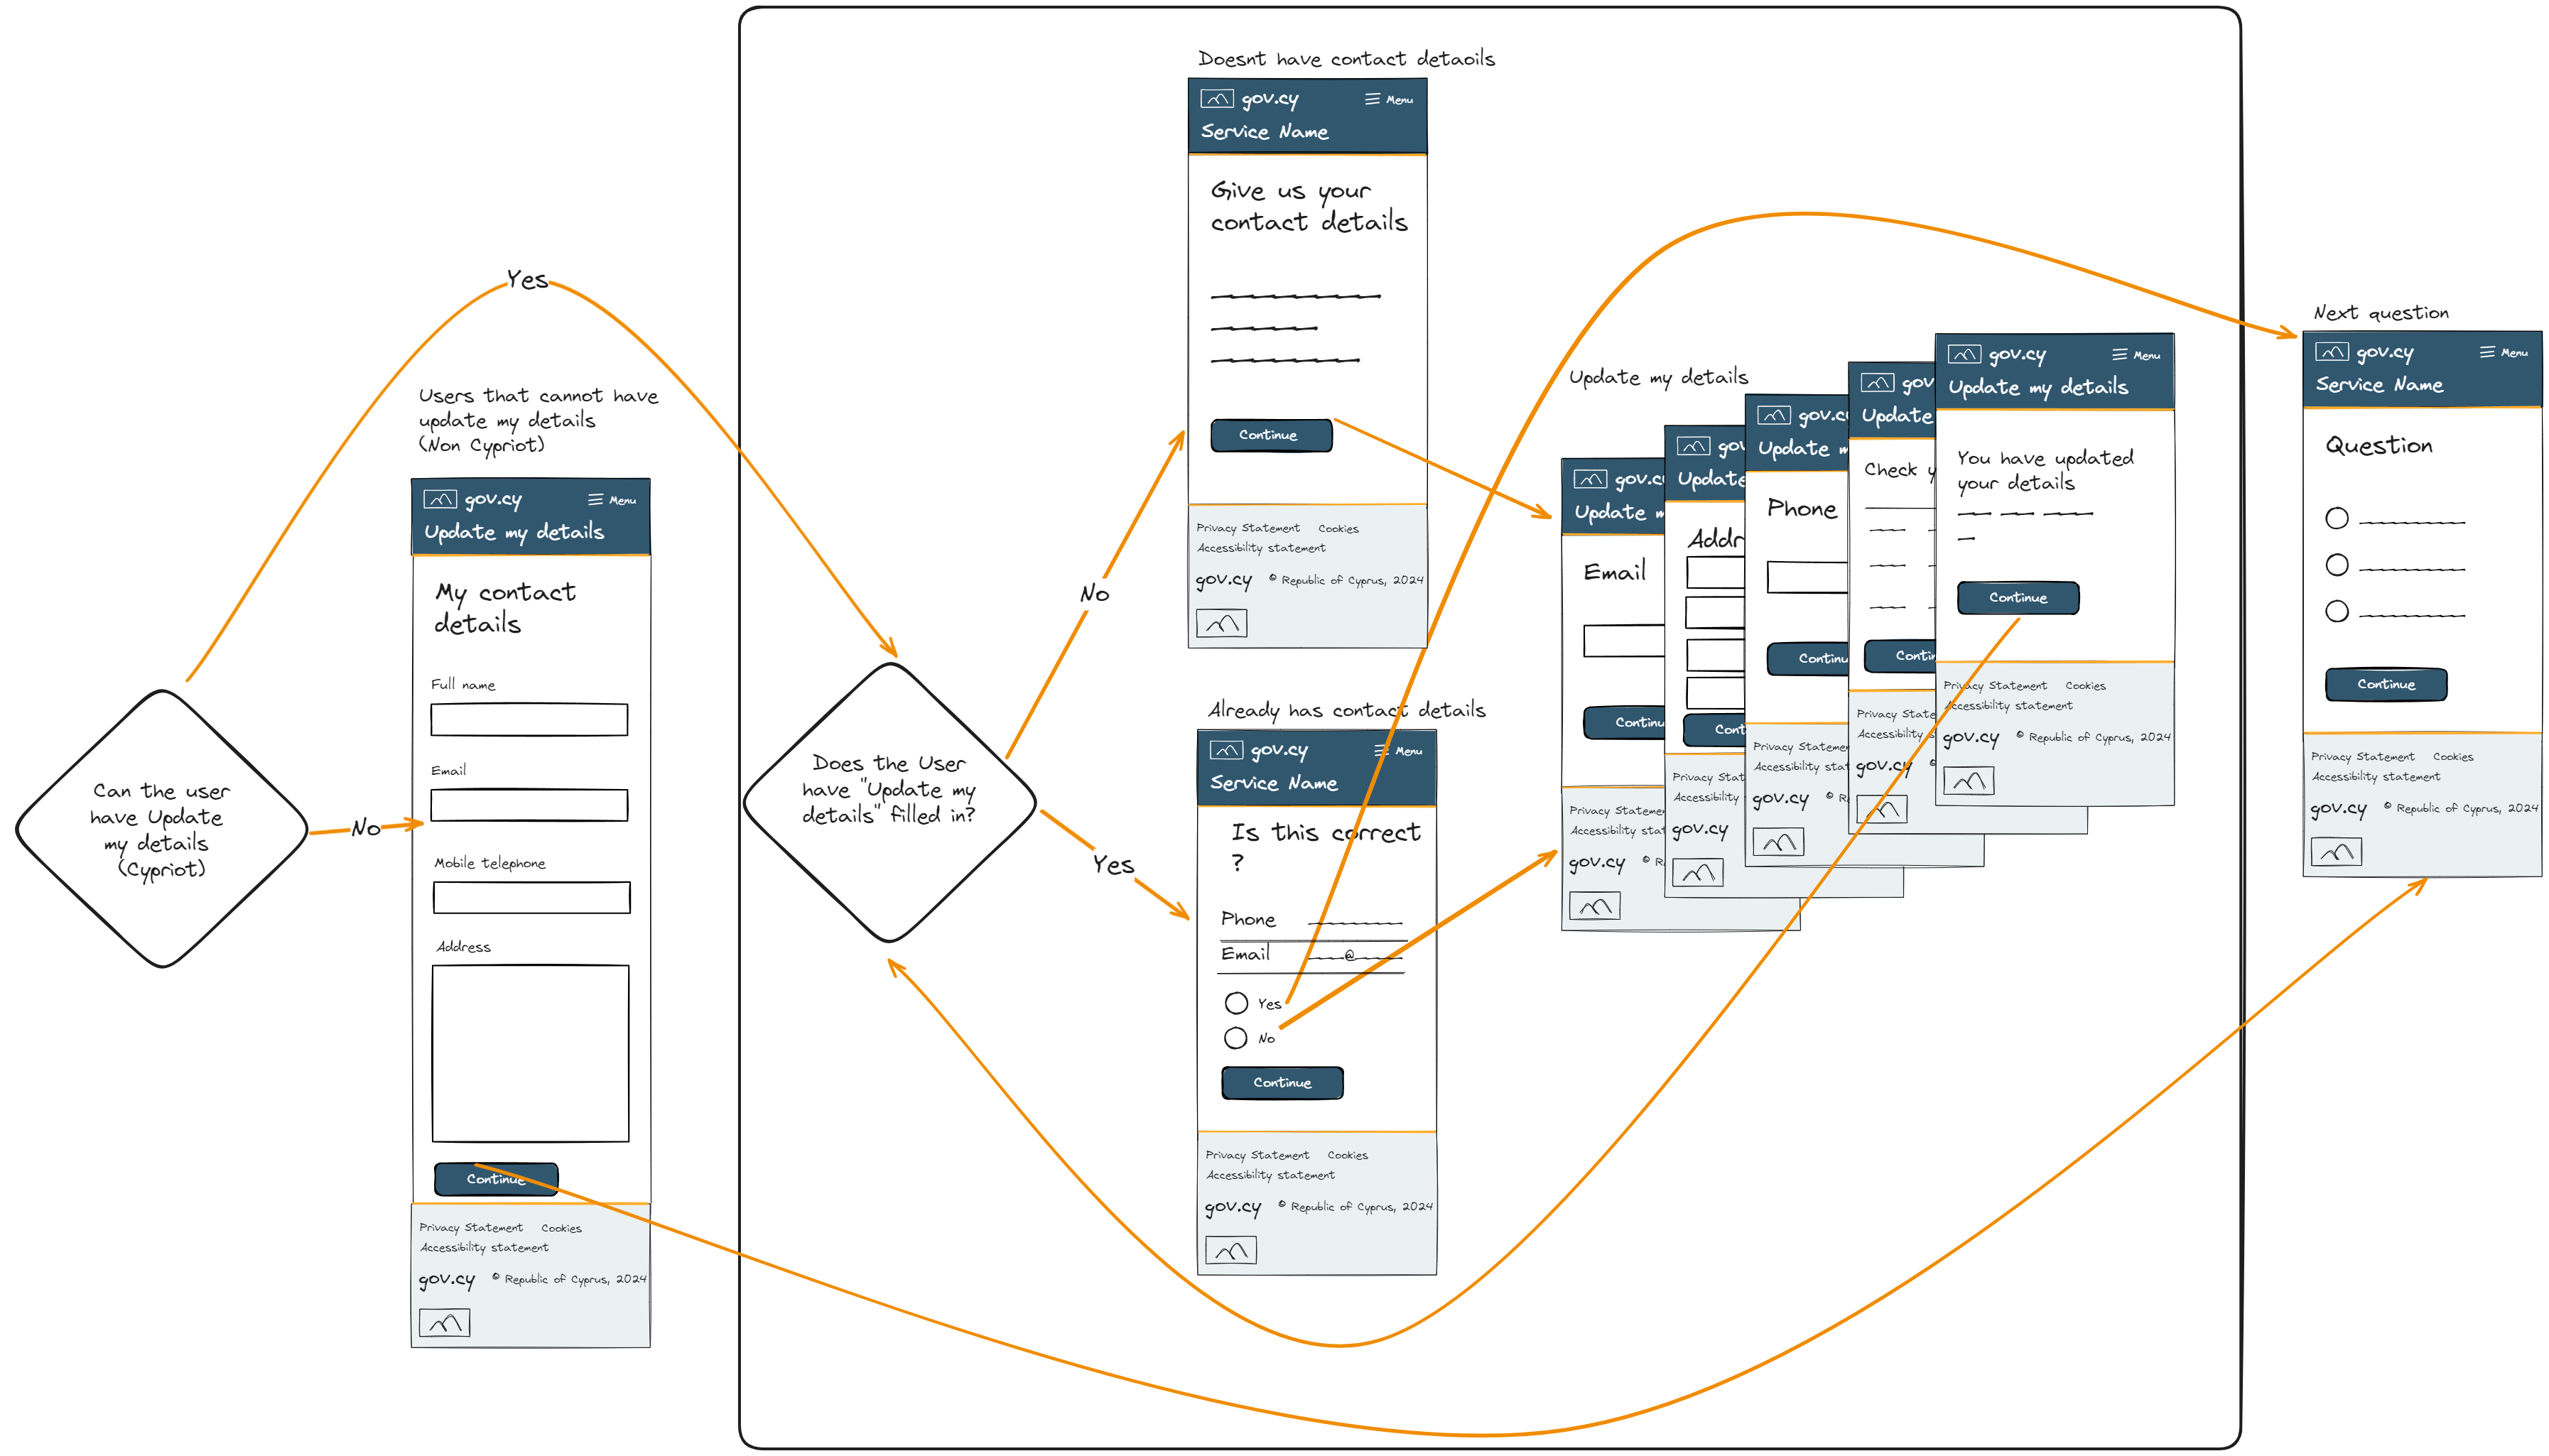 Can the user
have Update
my details
(Cypriot)
Yes
No
Users that cannot have
update my details
(Non Cypriot)
gov.cy
Menu
Update my details
My contact
details
Full name
Email
Mobile telephone
Address
Continue
Privacy Statement Cookies
Accessibility statement
gov.cy © Republic of Cyprus, 2024
Does the User
have "Update my
details" filled in?
No
Yes
Doesnt have contact detaoils
gov.cy
Menu
Service Name
Give us your
contact details
Continue
Privacy Statement Cookies
Accessibility statement
gov.cy © Republic of Cyprus, 2024
Already has contact details
gov.cy
Menu
Service Name
Is this correct
?
Phone
Email @
Yes
No
Continue
Privacy Statement Cookies
Accessibility statement
gov.cy © Republic of Cyprus, 2024
Update my details
gov.c
Update m
Email
Continu
Privacy Statemen
Accessibility stat
gov.cy © R
gov
Update
Addr
Cont
Privacy Stat
Accessibility
gov.cy
gov.c
Update m
Phone
Continu
Privacy Statemen
Accessibility stat
gov.cy © R
gov
Update
Check y
Contin
Privacy State
Accessibility s
gov.cy ©
gov.cy
Menu
Update my details
You have updated
your details
Continue
Privacy Statement Cookies
Accessibility statement
gov.cy © Republic of Cyprus, 2024
Next question
gov.cy
Menu
Service Name
Question
Continue
Privacy Statement Cookies
Accessibility statement
gov.cy © Republic of Cyprus, 2024